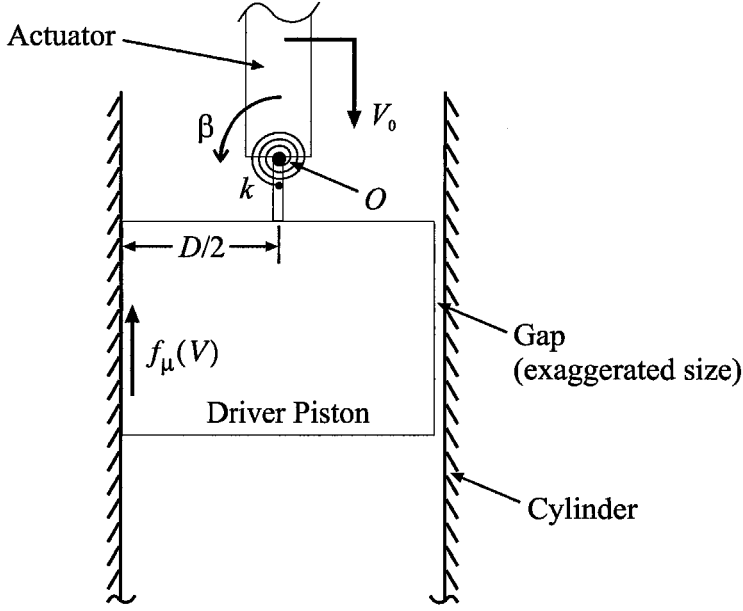 Actuator
V₀
β
k
O
D/2
f_μ(V)
Gap
(exaggerated size)
Driver Piston
Cylinder